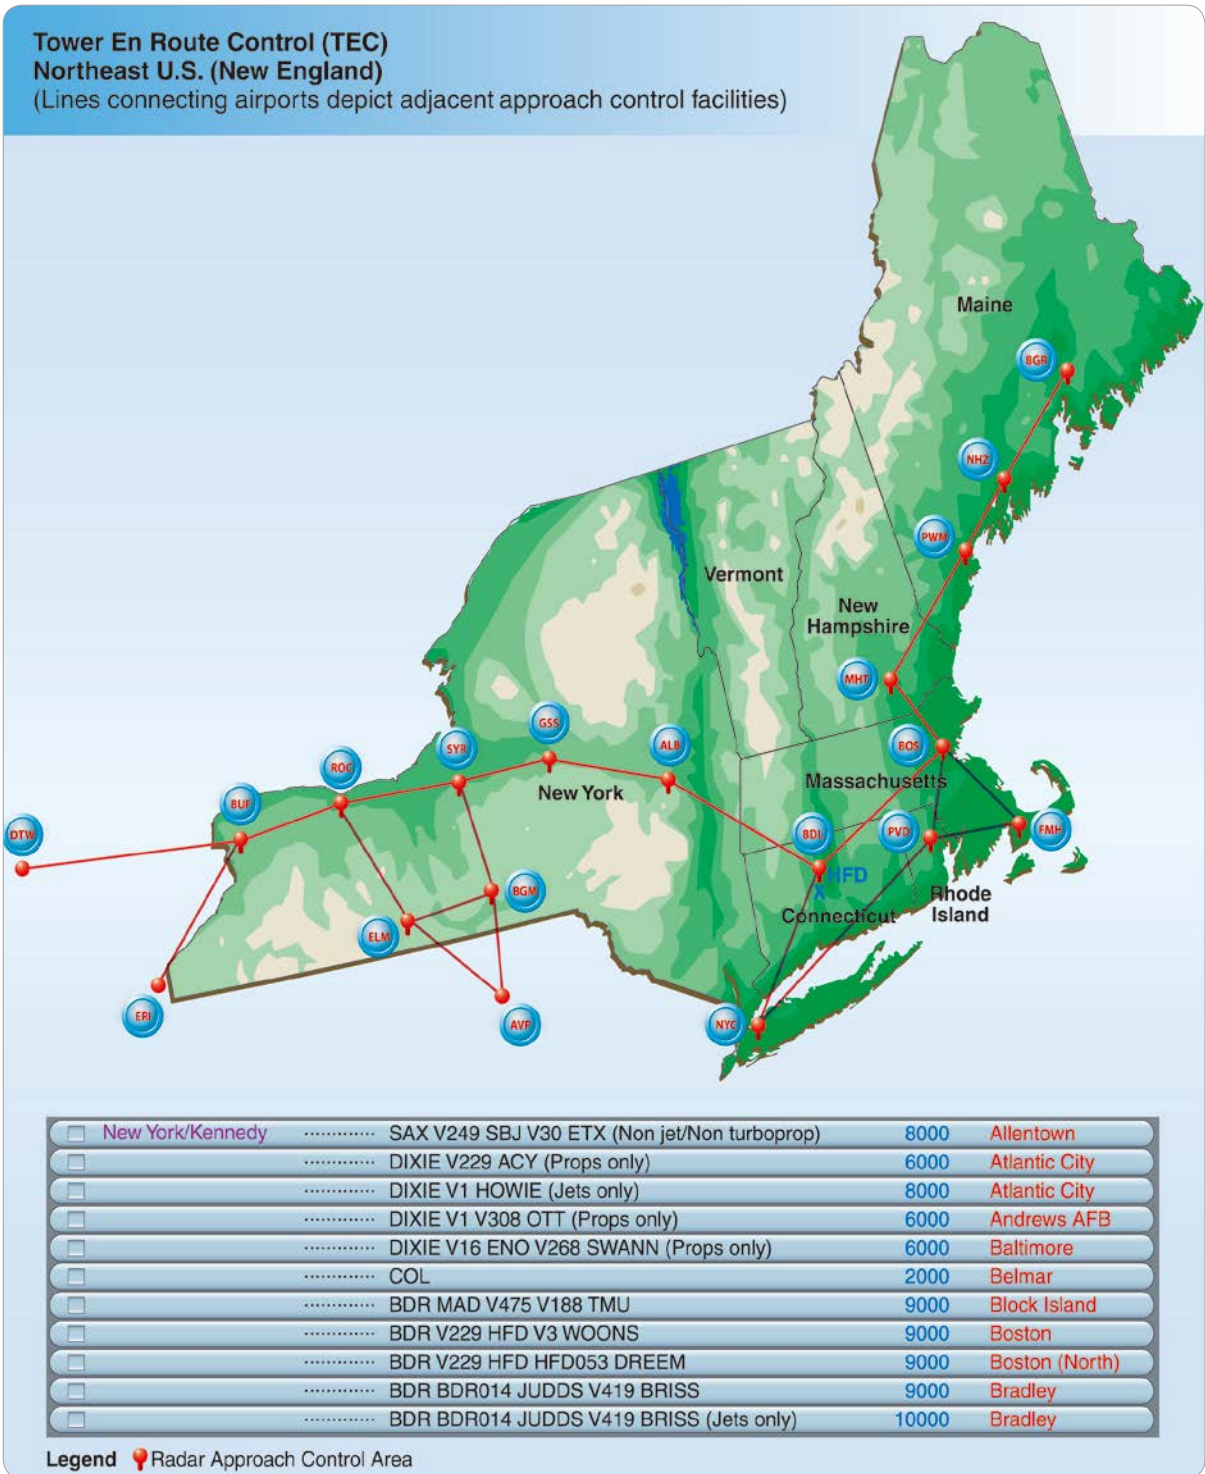 Tower En Route Control (TEC)
Northeast U.S. (New England)
(Lines connecting airports depict adjacent approach control facilities)
Maine
BGR
NHZ
PWM
Vermont
New
Hampshire
MHT
GSS
SYR
ALB
BOS
ROC
Massachusetts
New York
BUF
DTW
BDL
PVD
FMH
HFD
X
BGM
Rhode
Island
Connecticut
ELM
ERI
AVP
NYC
New York/Kennedy ............ SAX V249 SBJ V30 ETX (Non jet/Non turboprop) 8000 Allentown
............ DIXIE V229 ACY (Props only) 6000 Atlantic City
............ DIXIE V1 HOWIE (Jets only) 8000 Atlantic City
............ DIXIE V1 V308 OTT (Props only) 6000 Andrews AFB
............ DIXIE V16 ENO V268 SWANN (Props only) 6000 Baltimore
............ COL 2000 Belmar
............ BDR MAD V475 V188 TMU 9000 Block Island
............ BDR V229 HFD V3 WOONS 9000 Boston
............ BDR V229 HFD HFD053 DREEM 9000 Boston (North)
............ BDR BDR014 JUDDS V419 BRISS 9000 Bradley
............ BDR BDR014 JUDDS V419 BRISS (Jets only) 10000 Bradley
Legend Radar Approach Control Area